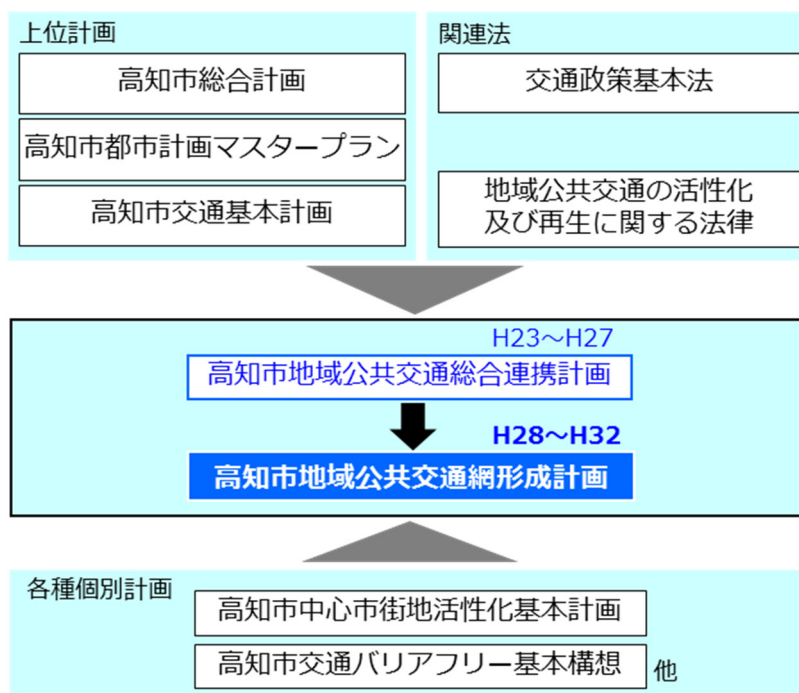 上位計画
高知市総合計画
高知市都市計画マスタープラン
高知市交通基本計画
関連法
交通政策基本法
地域公共交通の活性化
及び再生に関する法律
H23～H27
高知市地域公共交通総合連携計画
H28～H32
高知市地域公共交通網形成計画
各種個別計画
高知市中心市街地活性化基本計画
高知市交通バリアフリー基本構想
他